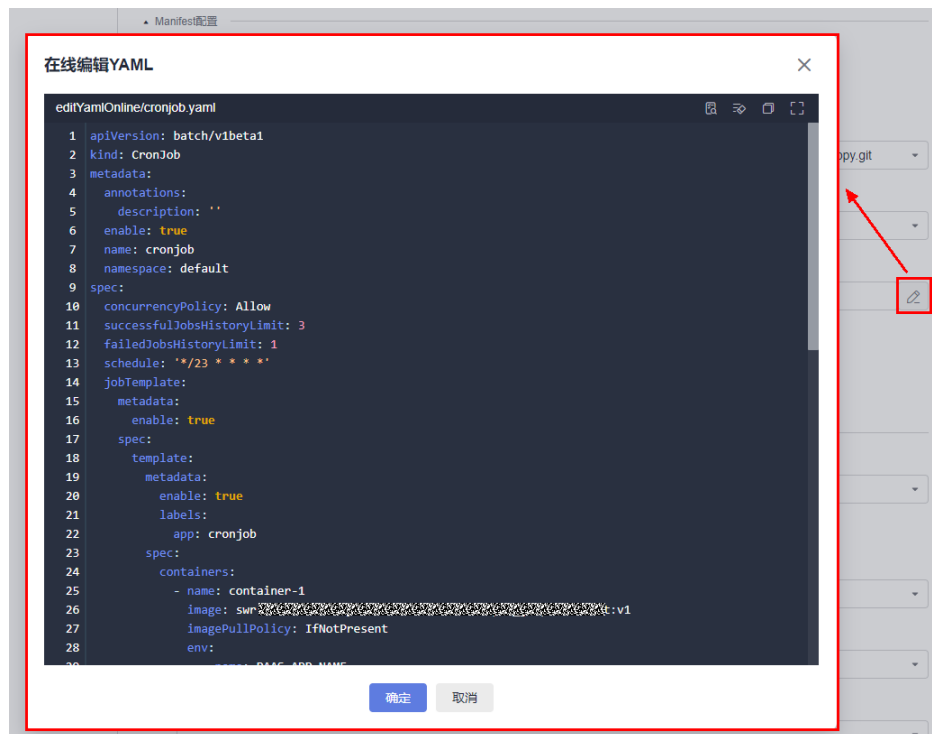 Manifest配置
在线编辑YAML
editYamlOnline/cronjob.yaml
1 apiVersion: batch/v1beta1
2 kind: CronJob
3 metadata:
4 annotations:
5 description: ''
6 enable: true
7 name: cronjob
8 namespace: default
9 spec:
10 concurrencyPolicy: Allow
11 successfulJobsHistoryLimit: 3
12 failedJobsHistoryLimit: 1
13 schedule: '*/23 * * * *'
14 jobTemplate:
15 metadata:
16 enable: true
17 spec:
18 template:
19 metadata:
20 enable: true
21 labels:
22 app: cronjob
23 spec:
24 containers:
25 - name: container-1
26 image: swr t:v1
27 imagePullPolicy: IfNotPresent
28 env:
opy.git
确定 取消